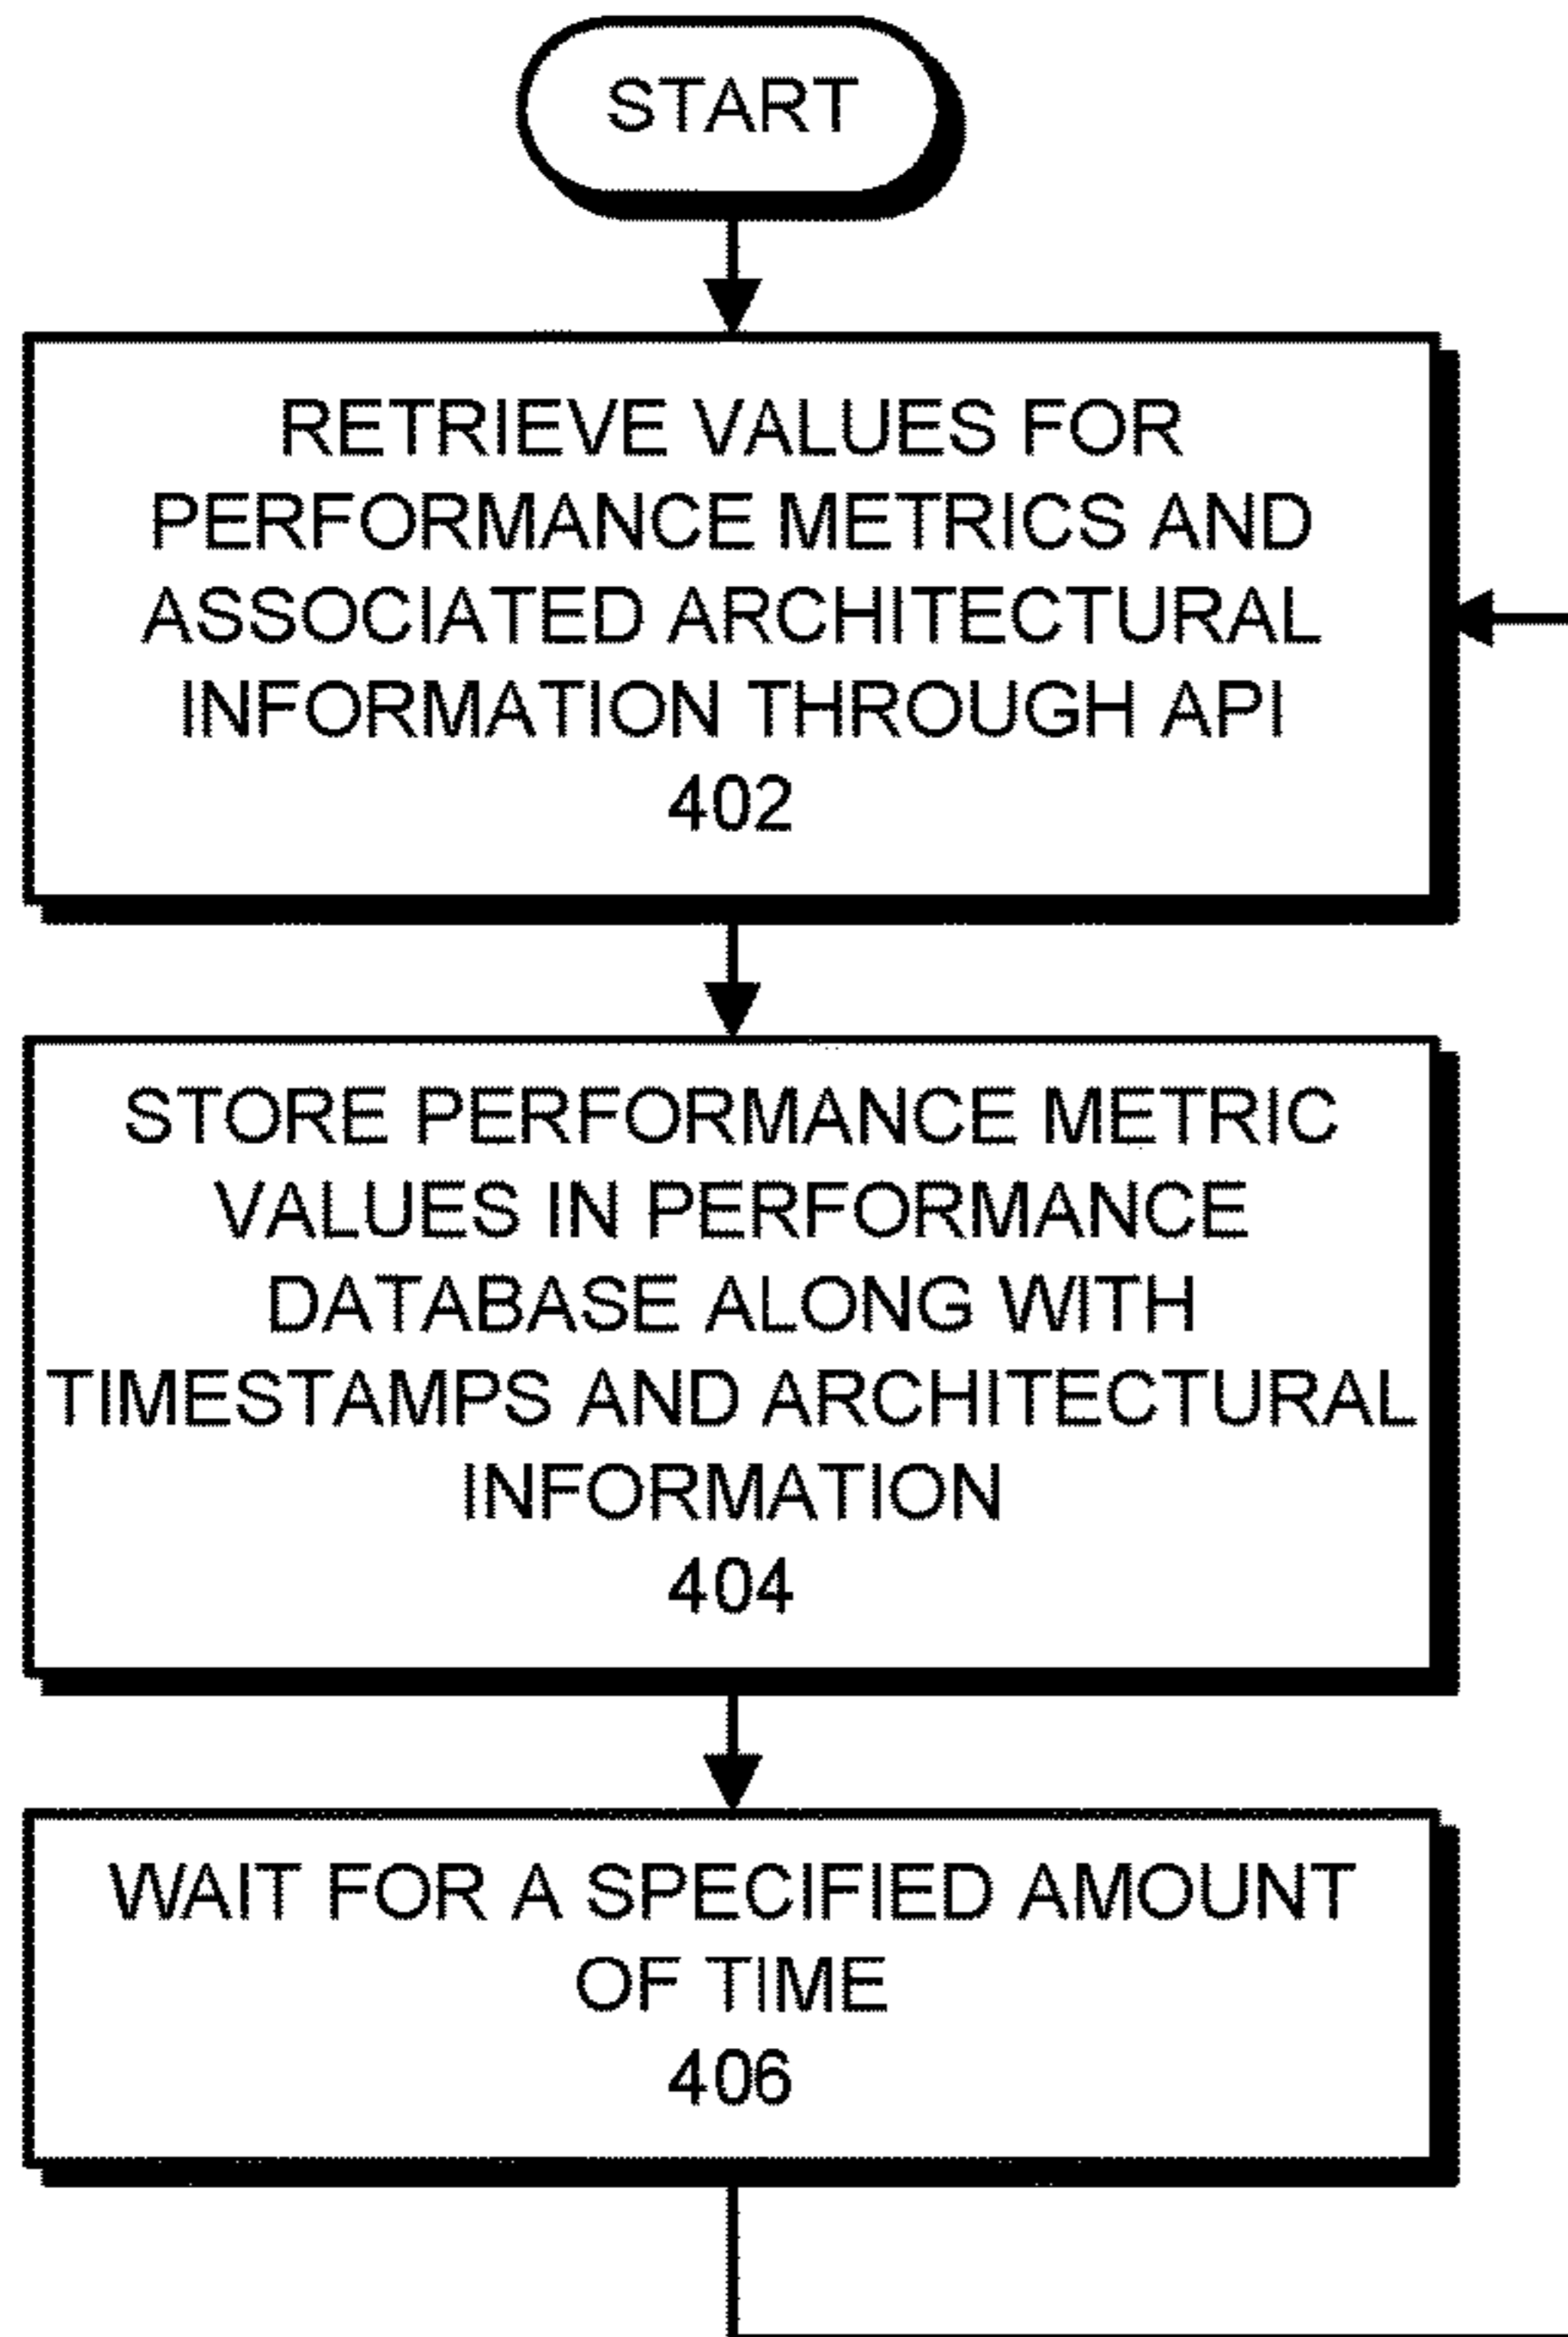 START
RETRIEVE VALUES FOR
PERFORMANCE METRICS AND
ASSOCIATED ARCHITECTURAL
INFORMATION THROUGH API
402
STORE PERFORMANCE METRIC
VALUES IN PERFORMANCE
DATABASE ALONG WITH
TIMESTAMPS AND ARCHITECTURAL
INFORMATION
404
WAIT FOR A SPECIFIED AMOUNT
OF TIME
406